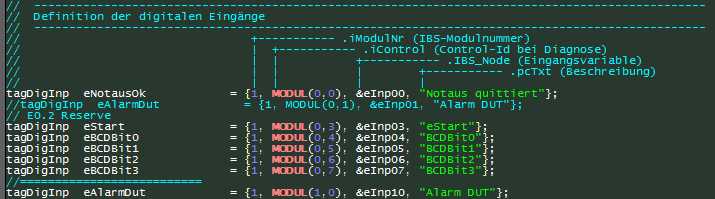 // ------------------------------------------------------------------------------------------------
//  Definition der digitalen Eingänge
// ------------------------------------------------------------------------------------------------
//                                  +----------- .iModulNr (IBS-Modulnummer)
//                                  |  +----------- .iControl (Control-Id bei Diagnose)
//                                  |  |            +----------- .IBS_Node (Eingangsvariable)
//                                  |  |            |        +---------- .pcTxt (Beschreibung)
//                                  |  |            |        |
tagDigInp  eNotausOk            = {1, MODUL(0,0), &eInp00, "Notaus quittiert"};
//tagDigInp  eAlarmDut            = {1, MODUL(0,1), &eInp01, "Alarm DUT"};
// E0.2 Reserve
tagDigInp  eStart               = {1, MODUL(0,3), &eInp03, "eStart"};
tagDigInp  eBCDBit0             = {1, MODUL(0,4), &eInp04, "BCDBit0"};
tagDigInp  eBCDBit1             = {1, MODUL(0,5), &eInp05, "BCDBit1"};
tagDigInp  eBCDBit2             = {1, MODUL(0,6), &eInp06, "BCDBit2"};
tagDigInp  eBCDBit3             = {1, MODUL(0,7), &eInp07, "BCDBit3"};
//==========================
tagDigInp  eAlarmDut            = {1, MODUL(1,0), &eInp10, "Alarm DUT"};